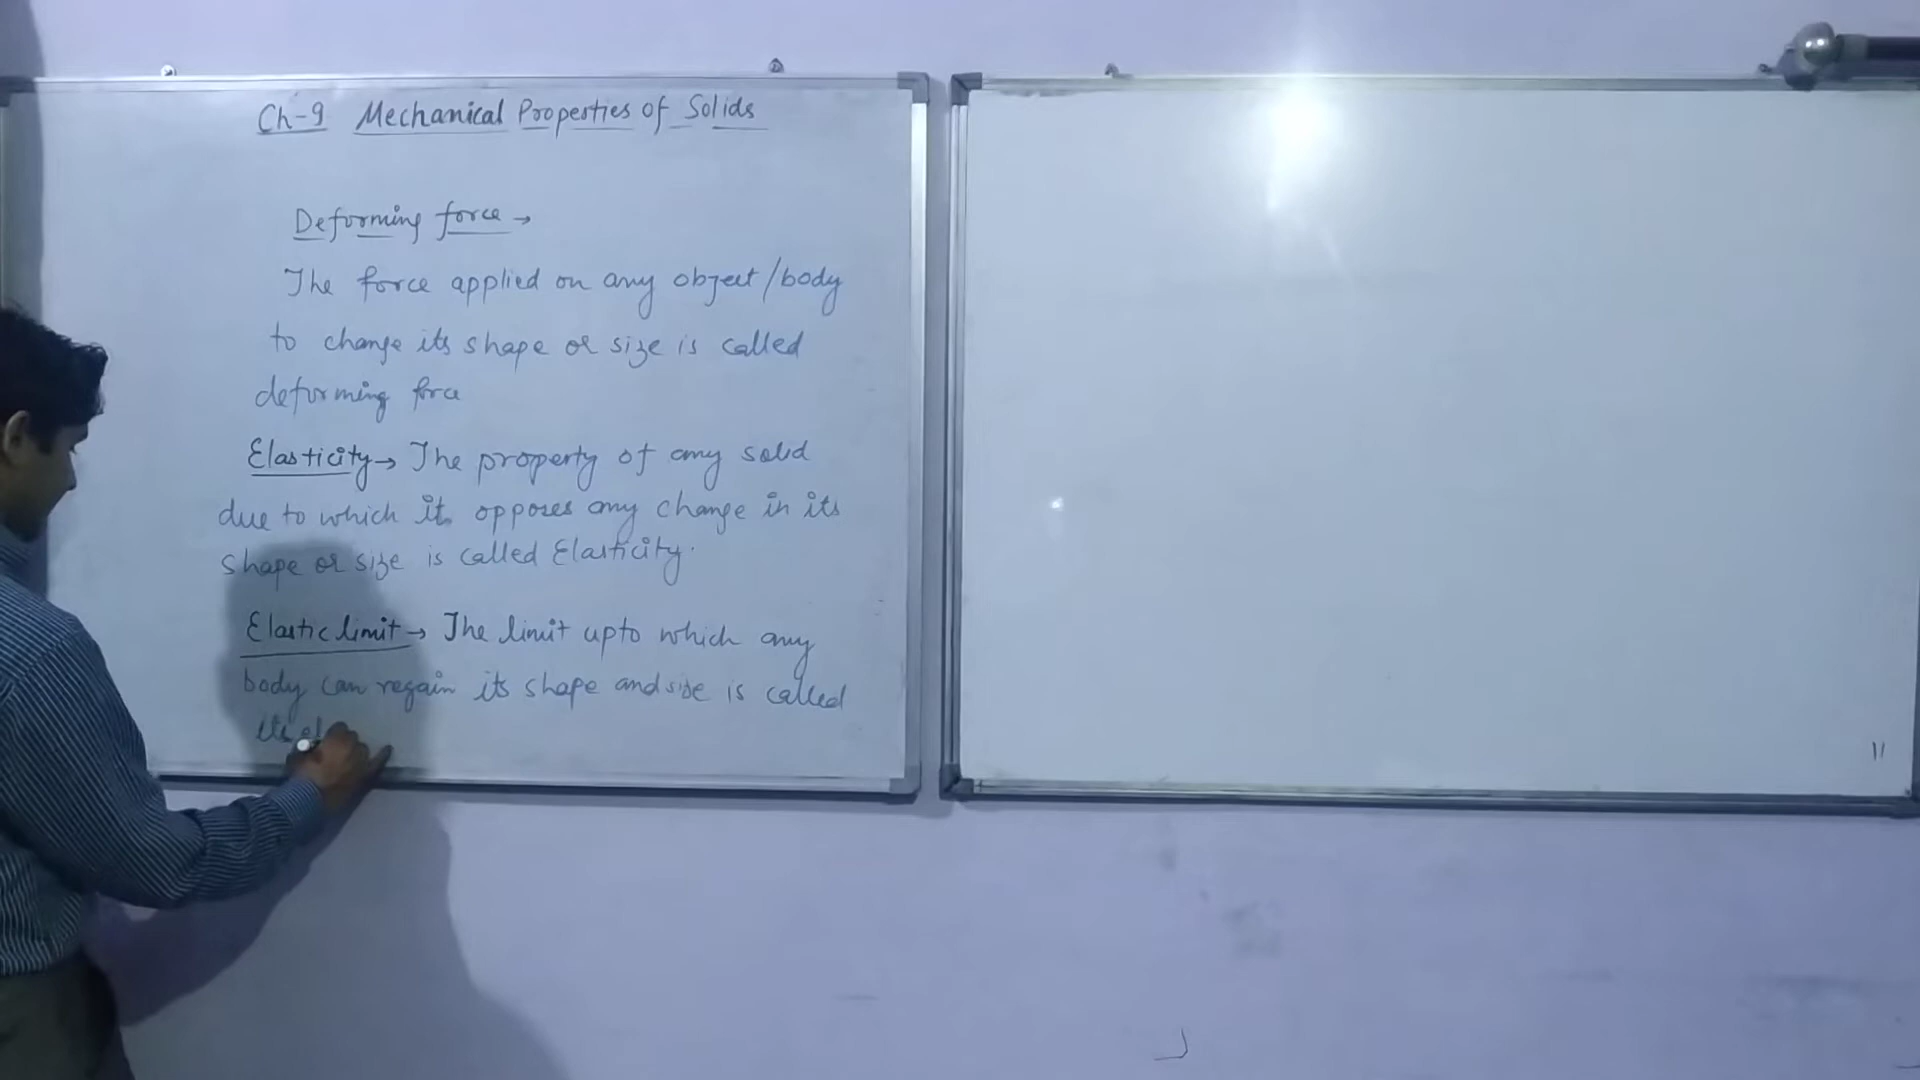 Ch-9 Mechanical Properties of Solids
Deforming force →
The force applied on any object/body
to change its shape or size is called
deforming force
Elasticity → The property of any solid
due to which it opposes any change in its
shape or size is called Elasticity.
Elastic limit → The limit upto which any
body can regain its shape and size is called
its el
11